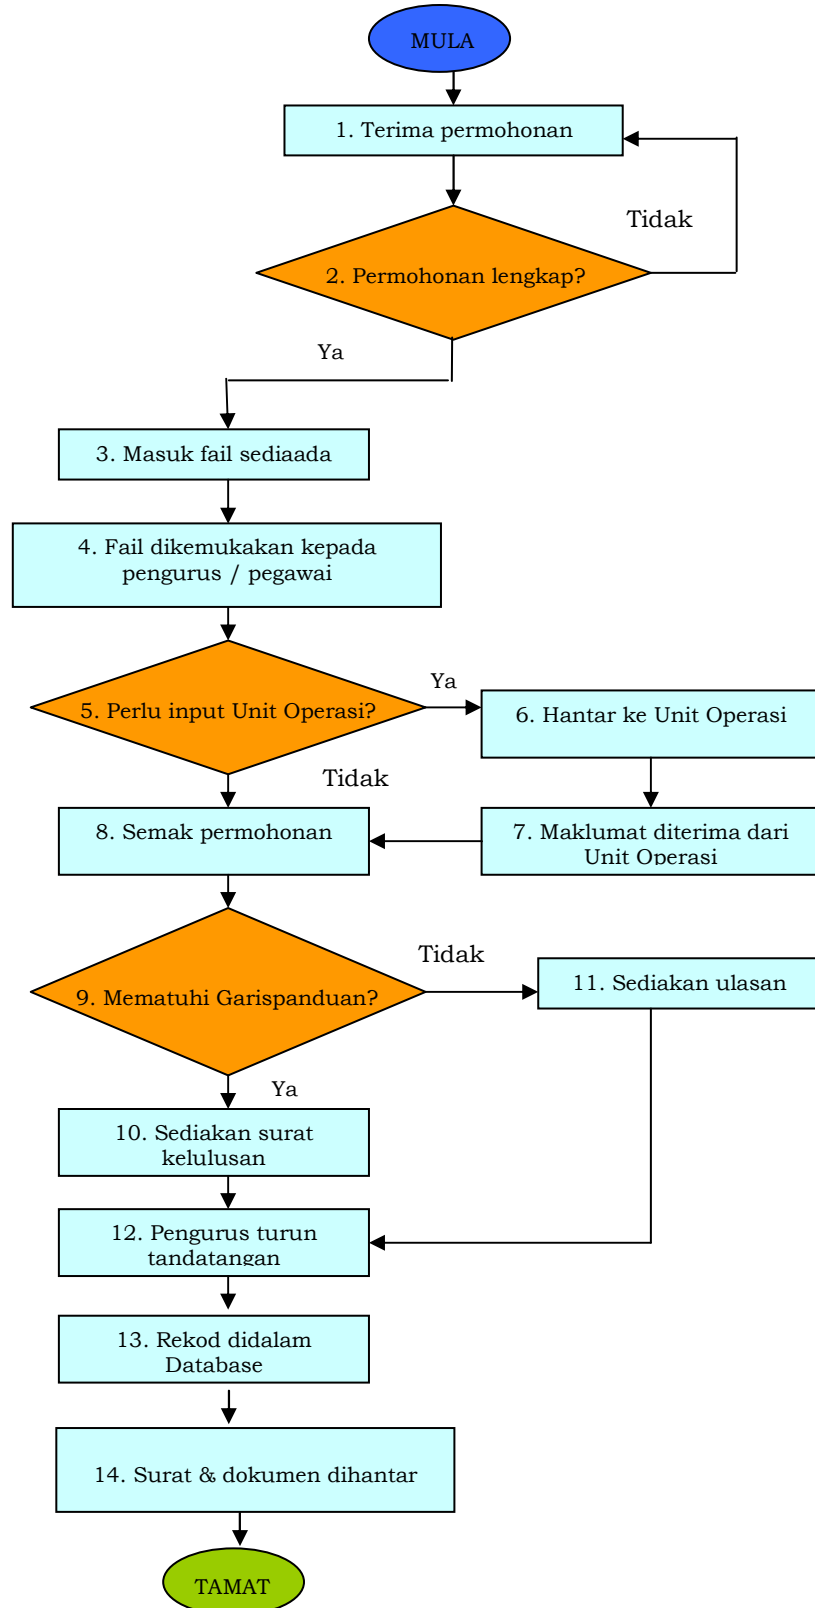 MULA
1. Terima permohonan
Tidak
2. Permohonan lengkap?
Ya
3. Masuk fail sediaada
4. Fail dikemukakan kepada
pengurus / pegawai
Ya
5. Perlu input Unit Operasi?
6. Hantar ke Unit Operasi
Tidak
8. Semak permohonan
7. Maklumat diterima dari
Unit Operasi
Tidak
9. Mematuhi Garispanduan?
11. Sediakan ulasan
Ya
10. Sediakan surat
kelulusan
12. Pengurus turun
tandatangan
13. Rekod didalam
Database
14. Surat & dokumen dihantar
TAMAT